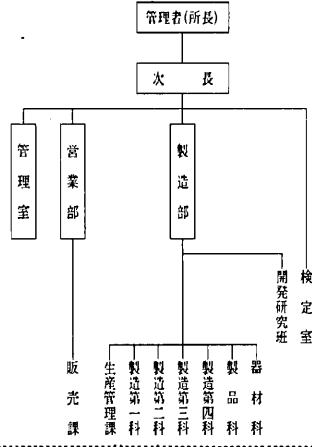 管理者(所長)
次長
管理室
営業部
製造部
開発研究班
検定室
販売課
生産管理課
製造第一科
製造第二科
製造第三科
製造第四科
製品科
器材科